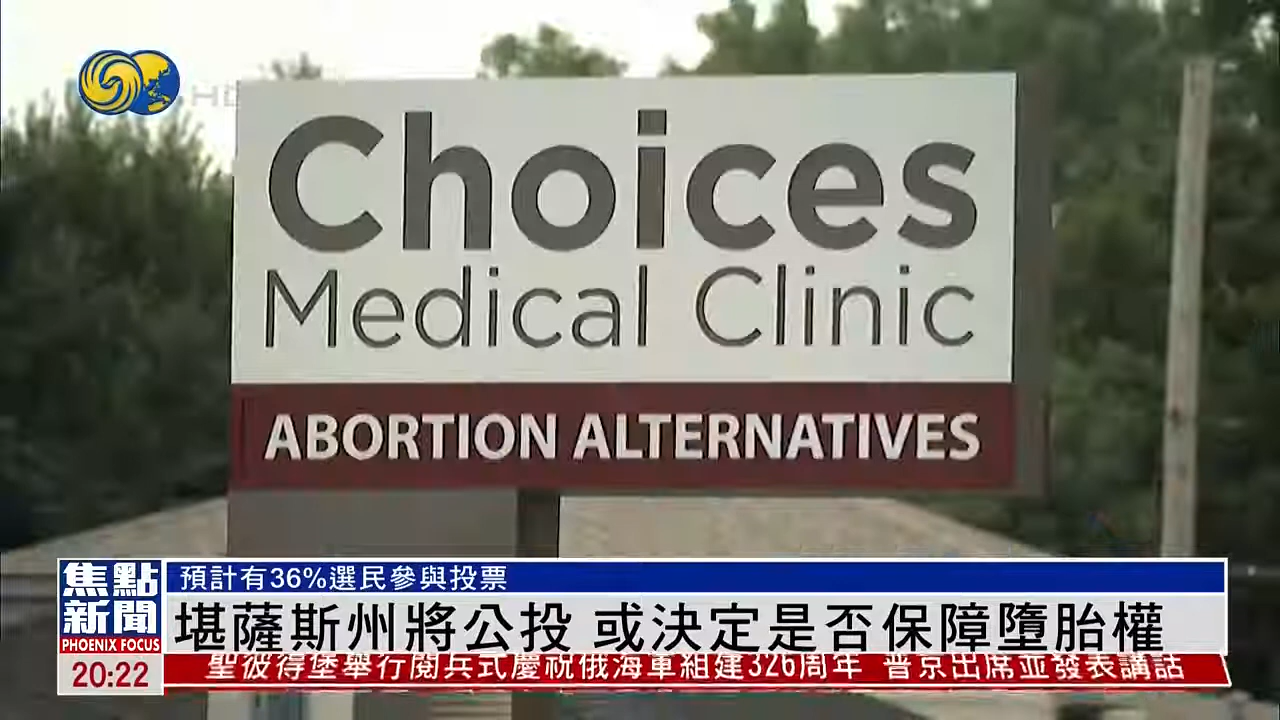 HD
Choices
Medical Clinic
ABORTION ALTERNATIVES
預計有36%選民參與投票
焦點新聞
PHOENIX FOCUS
堪薩斯州將公投 或決定是否保障墮胎權
20:22
聖彼得堡舉行閱兵式慶祝俄海軍組建326周年 普京出席並發表講話